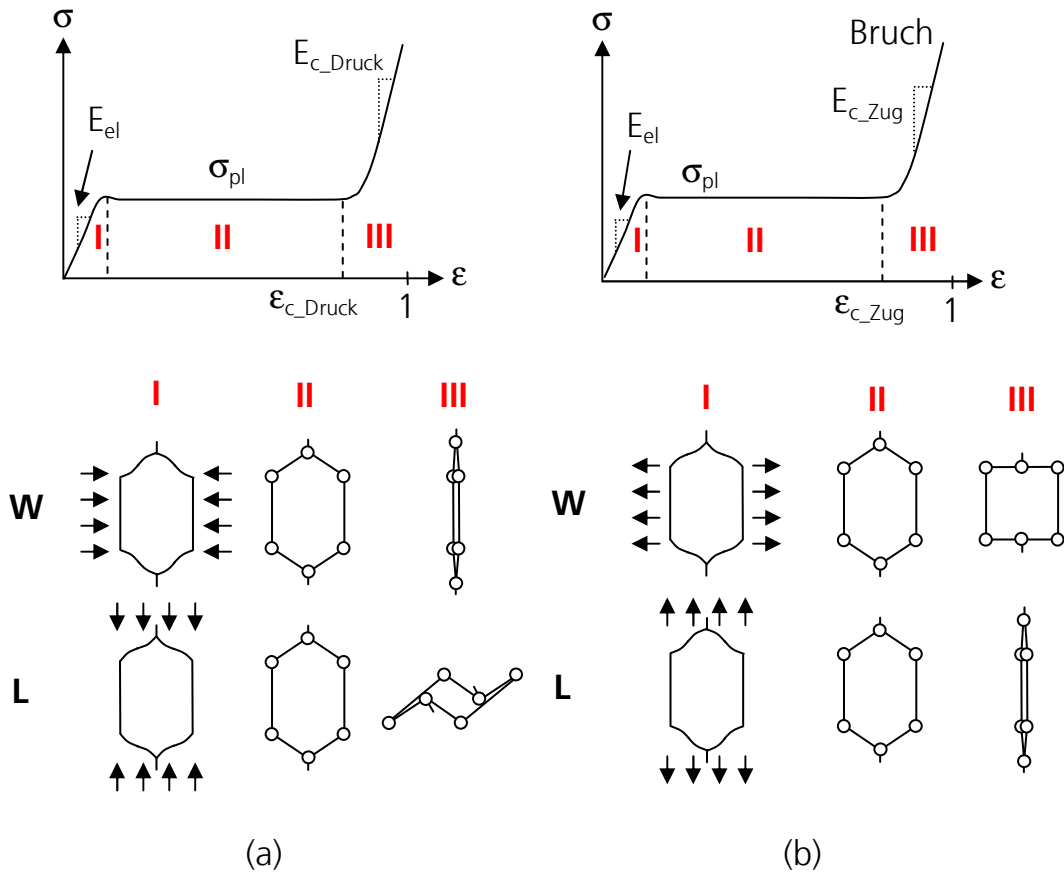 σ
E_c_Druck
E_el
σ_pl
I II III
ε_c_Druck 1 ε
σ
Bruch
E_c_Zug
E_el
σ_pl
I II III
ε_c_Zug 1 ε
I II III
W
L
(a)
I II III
W
L
(b)